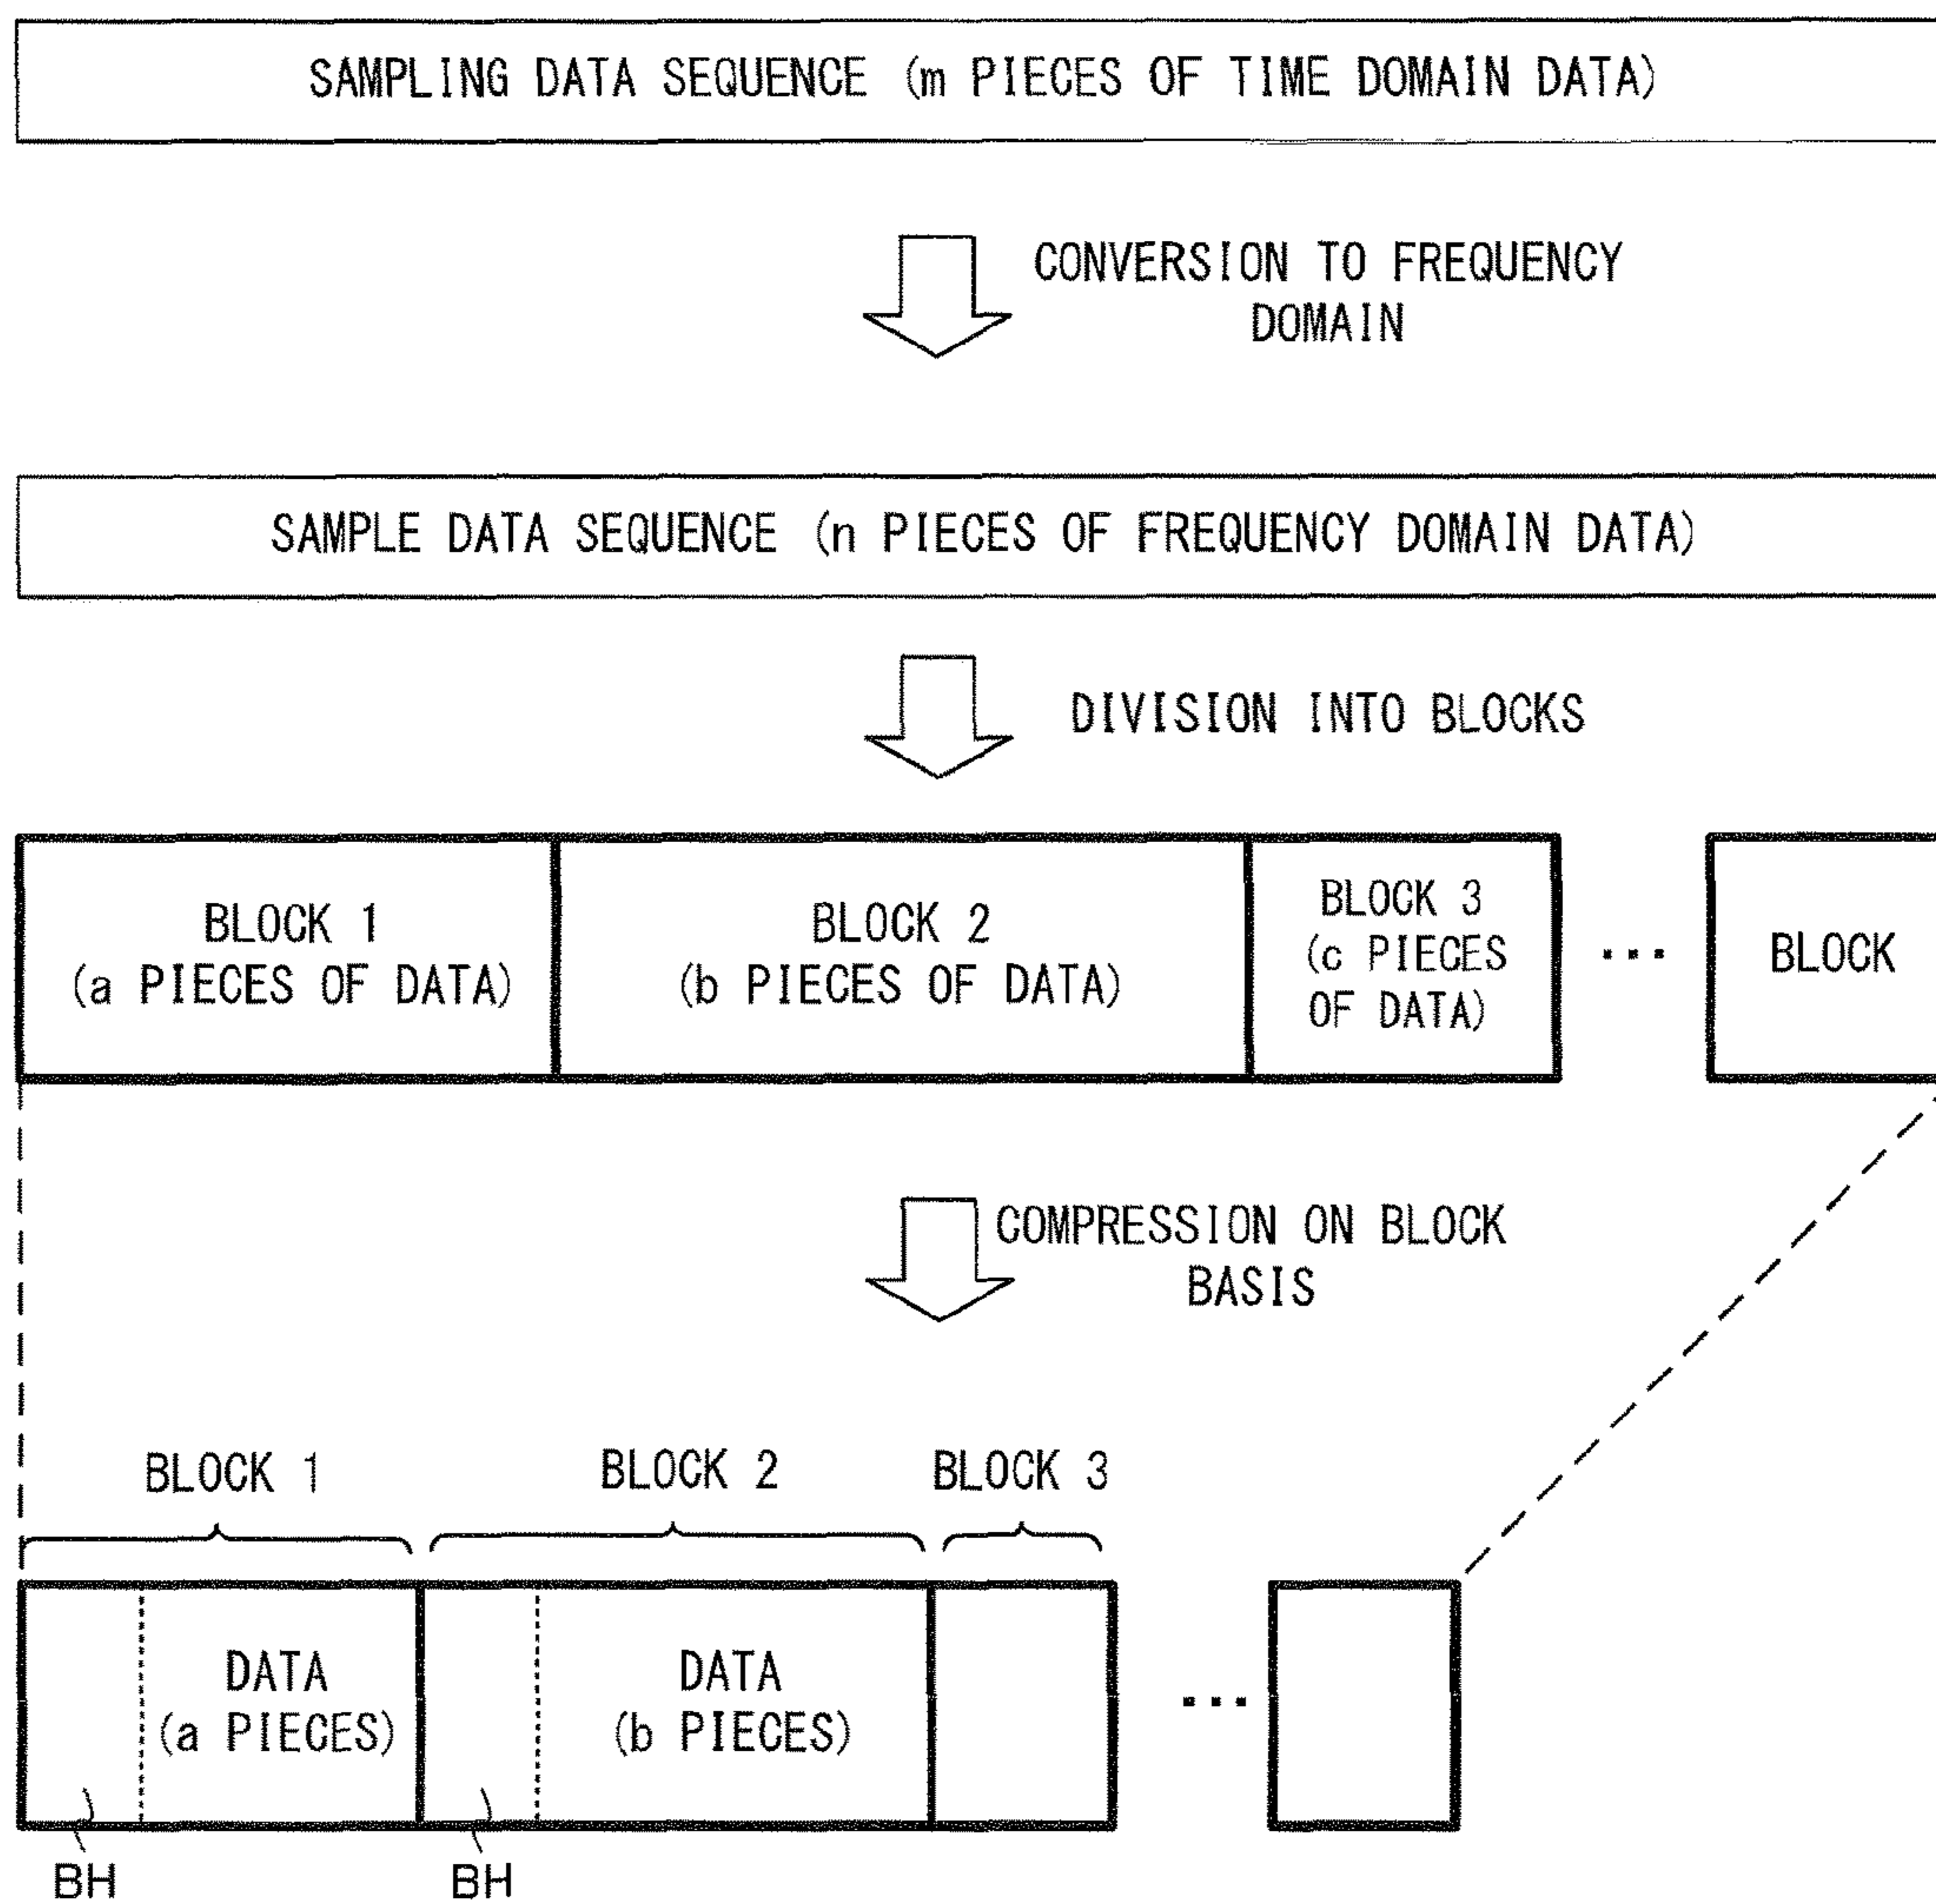 SAMPLING DATA SEQUENCE (m PIECES OF TIME DOMAIN DATA)
CONVERSION TO FREQUENCY
DOMAIN
SAMPLE DATA SEQUENCE (n PIECES OF FREQUENCY DOMAIN DATA)
DIVISION INTO BLOCKS
BLOCK 1
(a PIECES OF DATA)
BLOCK 2
(b PIECES OF DATA)
BLOCK 3
(c PIECES
OF DATA)
...
BLOCK
COMPRESSION ON BLOCK
BASIS
BLOCK 1
BLOCK 2
BLOCK 3
DATA
(a PIECES)
DATA
(b PIECES)
...
BH
BH